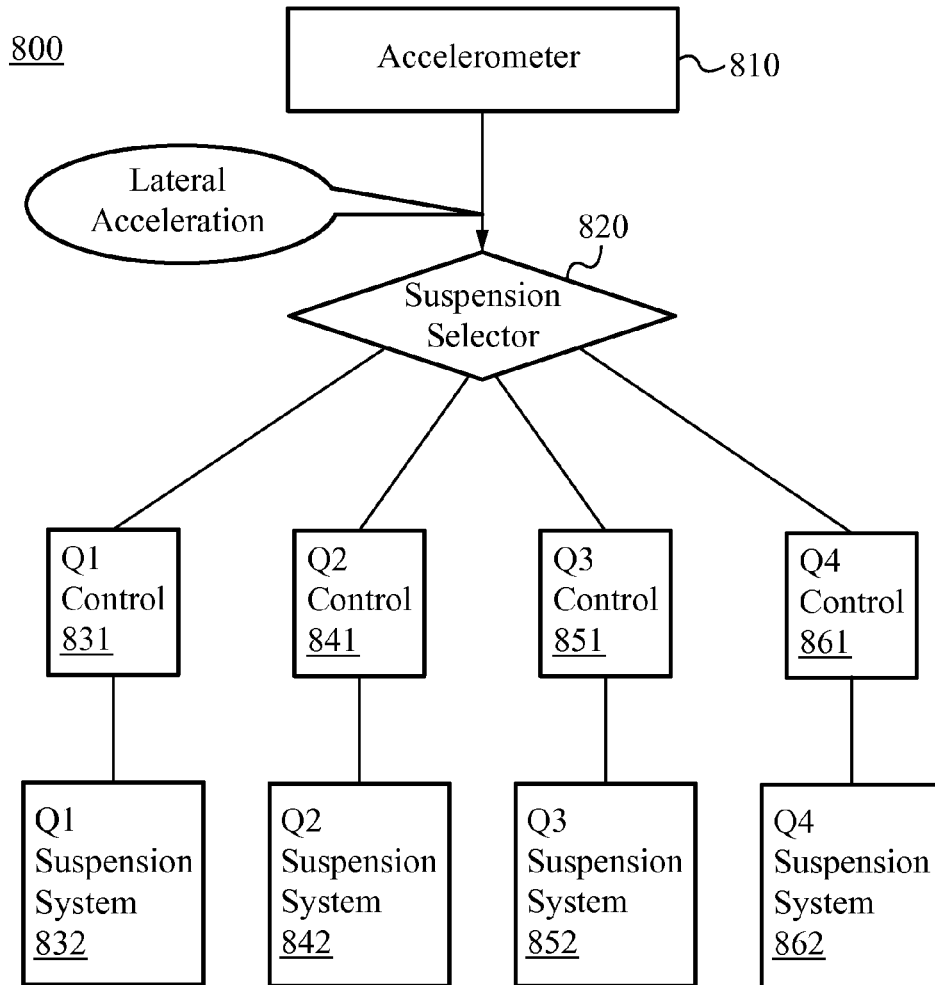 800
Accelerometer
810
Lateral
Acceleration
820
Suspension
Selector
Q1
Control
831
Q2
Control
841
Q3
Control
851
Q4
Control
861
Q1
Suspension
System
832
Q2
Suspension
System
842
Q3
Suspension
System
852
Q4
Suspension
System
862